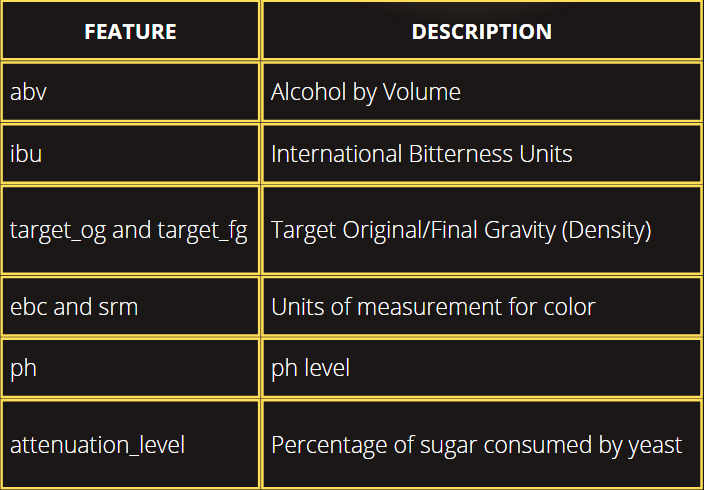 FEATURE DESCRIPTION
abv Alcohol by Volume
ibu International Bitterness Units
target_og and target_fg Target Original/Final Gravity (Density)
ebc and srm Units of measurement for color
ph ph level
attenuation_level Percentage of sugar consumed by yeast